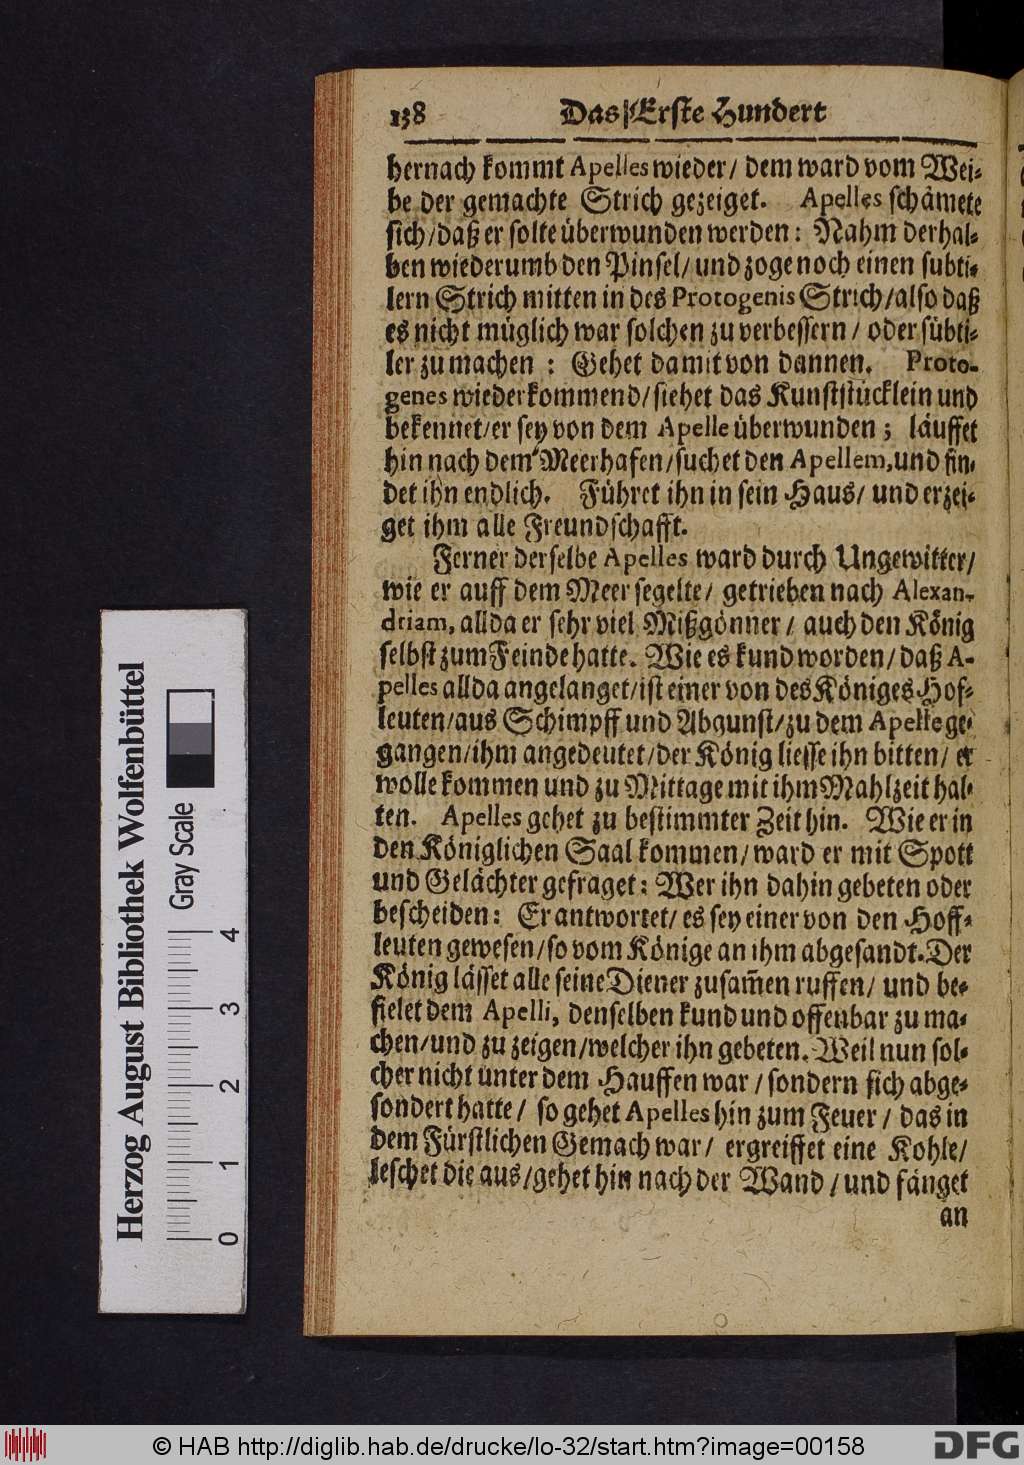 138 Das Erste Hundert
hernach kommt Apelles wieder / dem ward vom Wei-
be der gemachte Strich gezeiget. Apelles schämete
sich / daß er solte überwunden werden: Nahm derhal-
ben wiederumb den Pinsel / und zoge noch einen subti-
lern Strich mitten in des Protogenis Strich / also daß
es nicht müglich war solchen zu verbessern / oder sübti-
ler zu machen : Gehet damit von dannen. Proto-
genes wiederkommend / siehet das Kunststücklein und
bekennet / er sey von dem Apelle überwunden ; läuffet
hin nach dem Meerhafen / suchet den Apellem, und fin-
det ihn endlich. Führet ihn in sein Haus / und erzei-
get ihm alle Freundschafft.
Ferner derselbe Apelles ward durch Ungewitter /
wie er auff dem Meer segelte / getrieben nach Alexan-
driam, allda er sehr viel Mißgönner / auch den König
selbst zum Feinde hatte. Wie es kund worden / daß A-
pelles allda angelanget / ist einer von des Königes Hof-
leuten / aus Schimpff und Abgunst / zu dem Apelle ge-
gangen / ihm angedeutet / der König liesse ihn bitten / er
wolle kommen und zu Mittage mit ihm Mahlzeit hal-
ten. Apelles gehet zu bestimmter Zeit hin. Wie er in
den Königlichen Saal kommen / ward er mit Spott
und Gelächter gefraget: Wer ihn dahin gebeten oder
bescheiden: Er antwortet / es sey einer von den Hoff-
leuten gewesen / so vom Könige an ihm abgesandt. Der
König lässet alle seine Diener zusam̅en ruffen / und be-
fielet dem Apelli, denselben kund und offenbar zu ma-
chen / und zu zeigen / welcher ihn gebeten. Weil nun sol-
cher nicht unter dem Hauffen war / sondern sich abge-
sondert hatte / so gehet Apelles hin zum Feuer / das in
dem Fürstlichen Gemach war / ergreiffet eine Kohle /
leschet die aus / gehet hin nach der Wand / und fänget
an
Herzog August Bibliothek Wolfenbüttel
Gray Scale
0 1 2 3 4
© HAB http://diglib.hab.de/drucke/lo-32/start.htm?image=00158
DFG